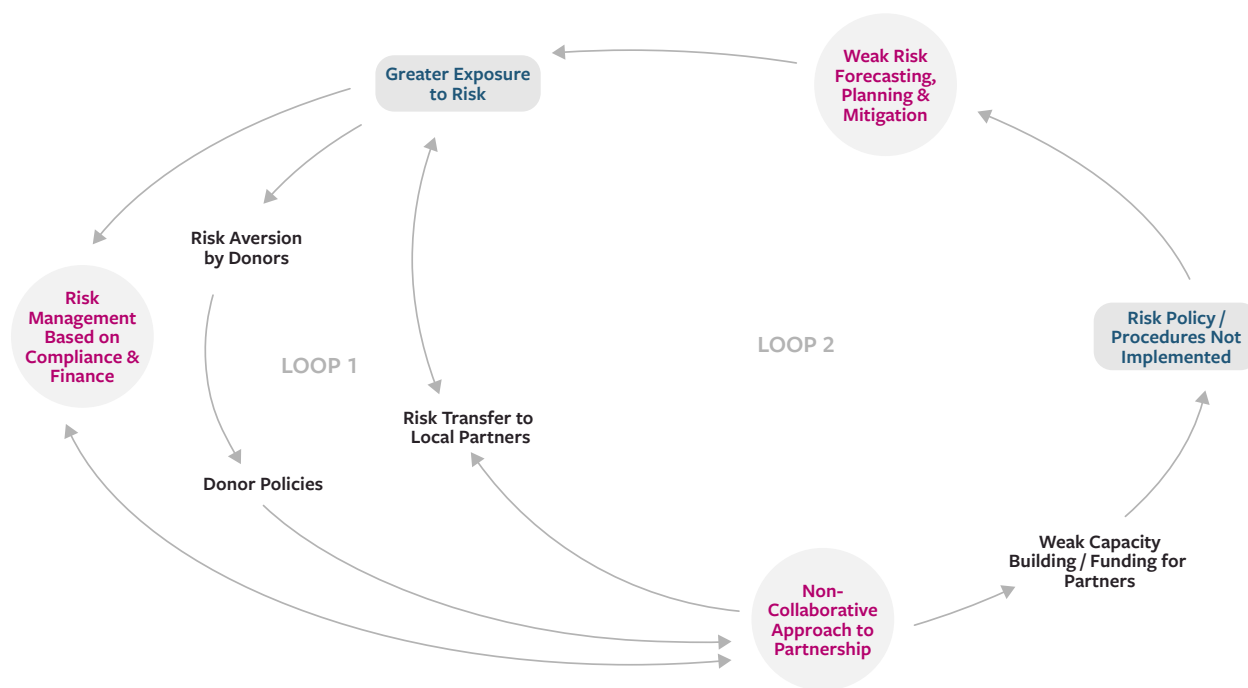 Weak Risk
Forecasting,
Planning &
Mitigation
Greater Exposure
to Risk
Risk Aversion
by Donors
Risk
Management
Based on
Compliance &
Finance
LOOP 1
LOOP 2
Risk Policy /
Procedures Not
Implemented
Risk Transfer to
Local Partners
Donor Policies
Weak Capacity
Building / Funding for
Partners
Non-
Collaborative
Approach to
Partnership